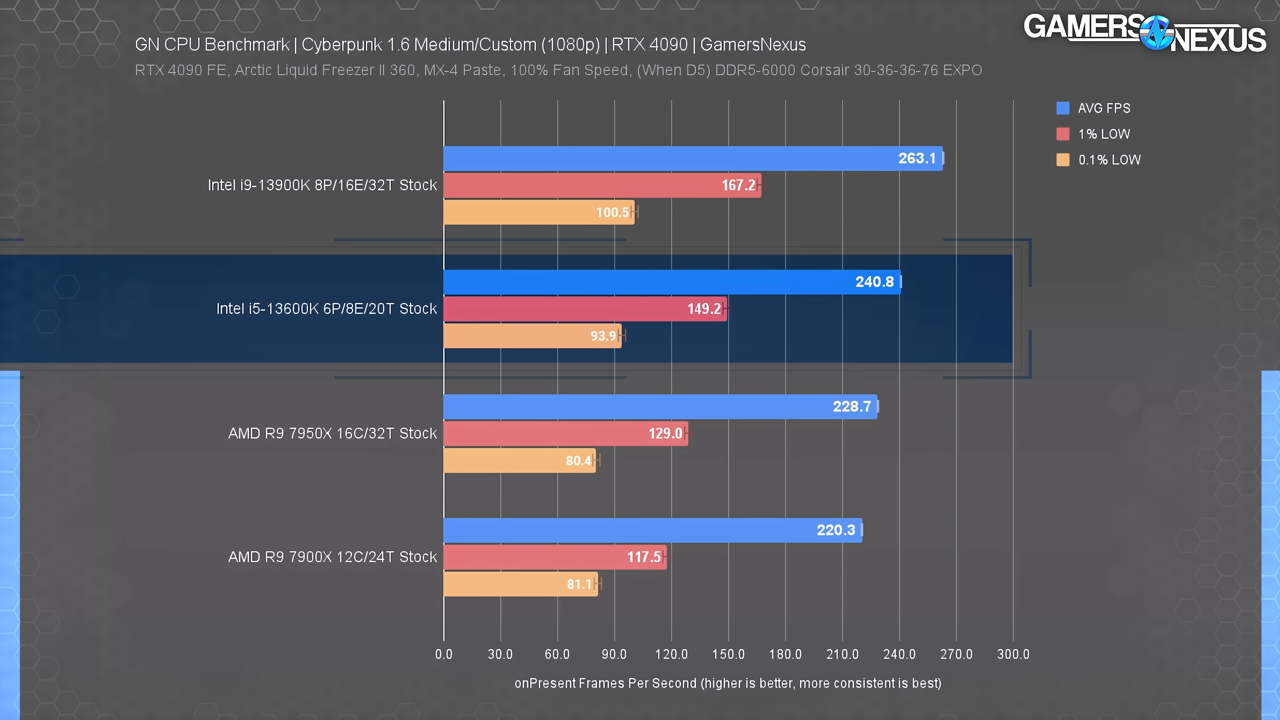 GAMERS NEXUS
GN CPU Benchmark | Cyberpunk 1.6 Medium/Custom (1080p) | RTX 4090 | GamersNexus
RTX 4090 FE, Arctic Liquid Freezer II 360, MX-4 Paste, 100% Fan Speed, (When D5) DDR5-6000 Corsair 30-36-36-76 EXPO
AVG FPS
1% LOW
0.1% LOW
Intel i9-13900K 8P/16E/32T Stock
263.1
167.2
100.5
Intel i5-13600K 6P/8E/20T Stock
240.8
149.2
93.9
AMD R9 7950X 16C/32T Stock
228.7
129.0
80.4
AMD R9 7900X 12C/24T Stock
220.3
117.5
81.1
0.0 30.0 60.0 90.0 120.0 150.0 180.0 210.0 240.0 270.0 300.0
onPresent Frames Per Second (higher is better, more consistent is best)